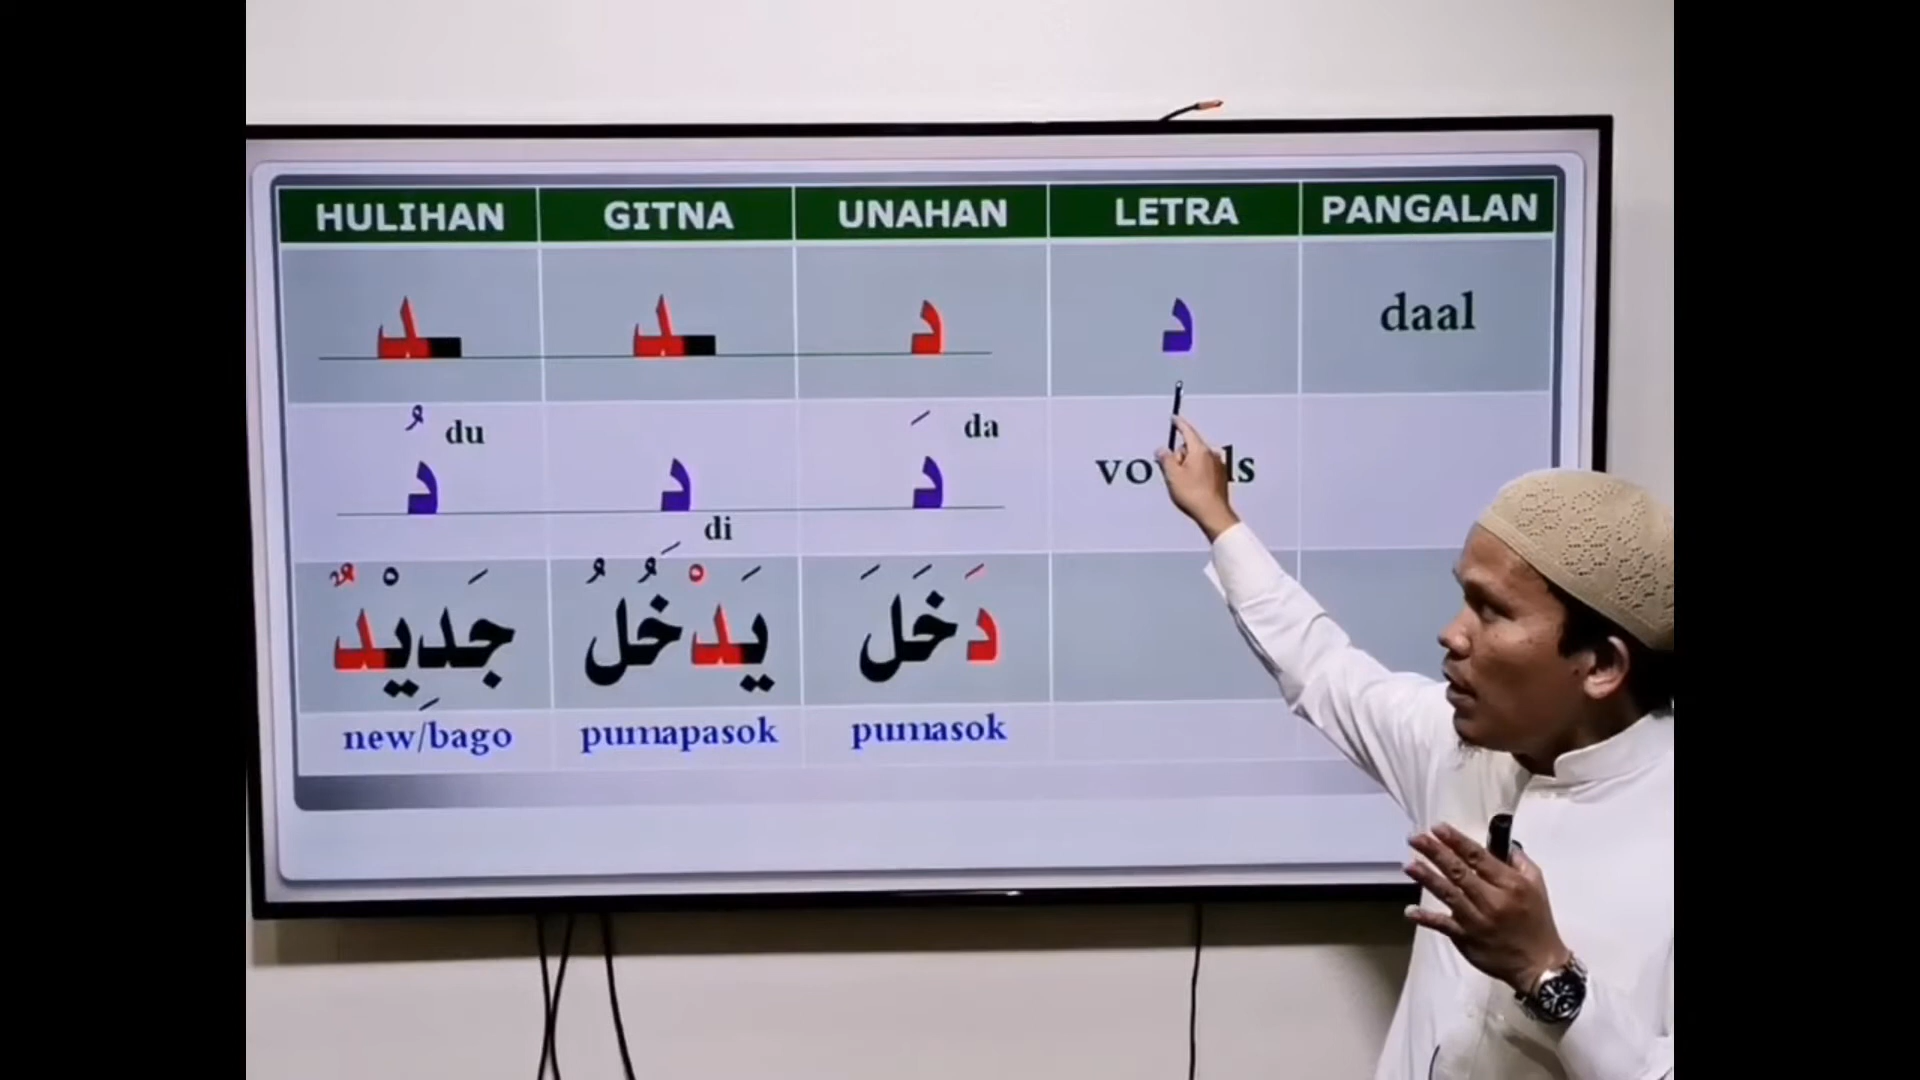 HULIHAN GITNA UNAHAN LETRA PANGALAN
ـد ـد د د daal
ُ du َ da
د د د
di ِ
جَدِيْدٌ يَدْخُلُ دَخَلَ
new/bago pumapasok pumasok